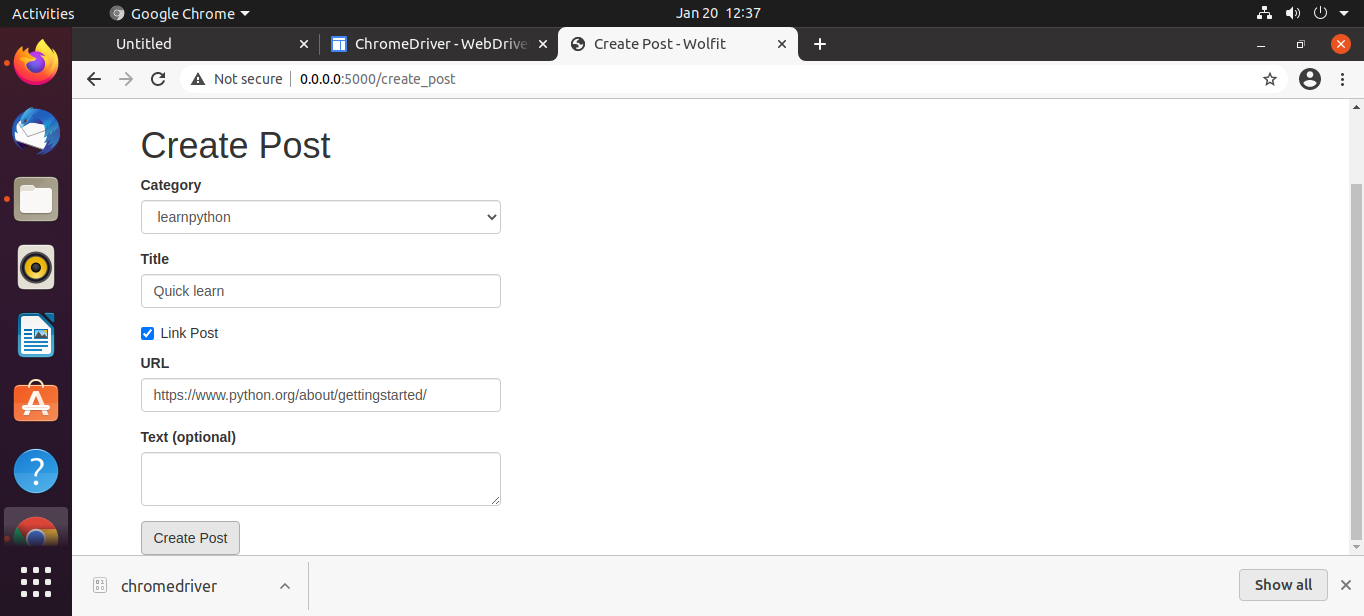 Activities Google Chrome Jan 20 12:37
Untitled ChromeDriver - WebDrive Create Post - Wolfit
Not secure 0.0.0.0:5000/create_post
Create Post
Category
learnpython
Title
Quick learn
Link Post
URL
https://www.python.org/about/gettingstarted/
Text (optional)
Create Post
chromedriver Show all